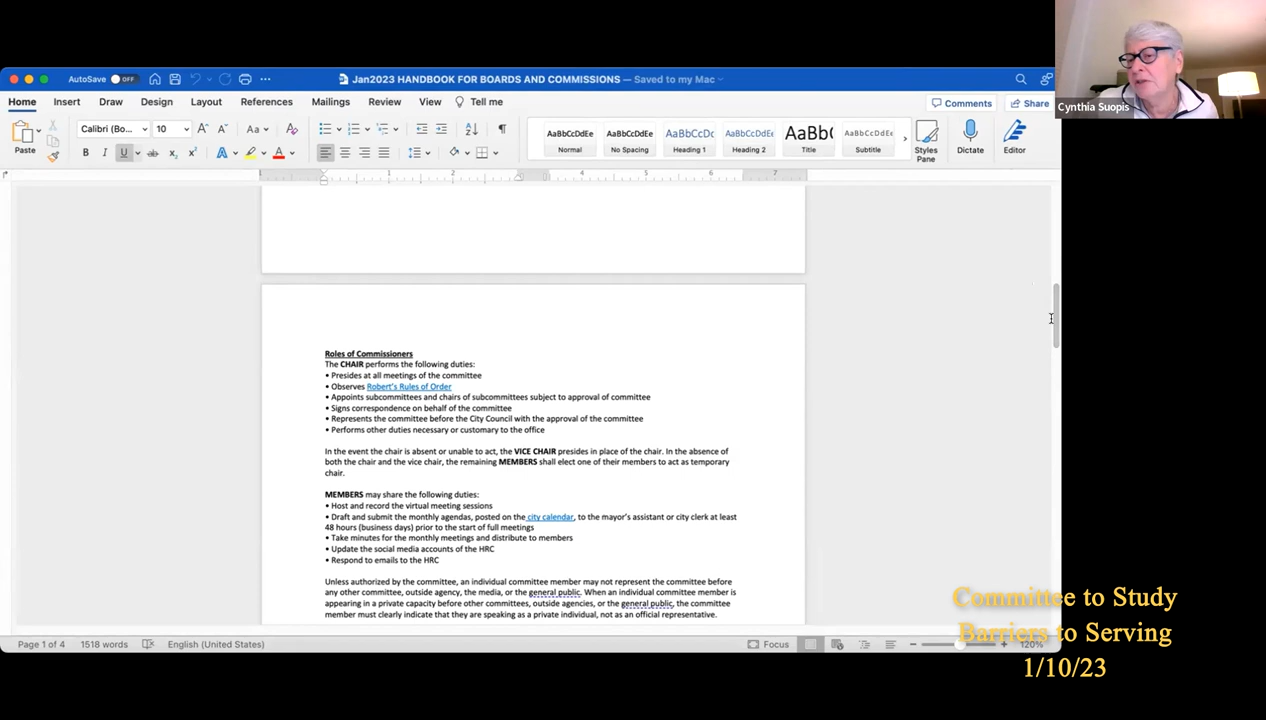 AutoSave OFF
Jan2023 HANDBOOK FOR BOARDS AND COMMISSIONS — Saved to my Mac
Home Insert Draw Design Layout References Mailings Review View Tell me
Comments Share
Paste
Calibri (Bo... 10
AaBbCcDdEe AaBbCcDdEe AaBbCcDc AaBbCcDdEe AaBb( AaBbCcDdEe
Normal No Spacing Heading 1 Heading 2 Title Subtitle
Styles Pane
Dictate
Editor
1 2 4 5 6 7
Cynthia Suopis
Roles of Commissioners
The CHAIR performs the following duties:
• Presides at all meetings of the committee
• Observes Robert's Rules of Order
• Appoints subcommittees and chairs of subcommittees subject to approval of committee
• Signs correspondence on behalf of the committee
• Represents the committee before the City Council with the approval of the committee
• Performs other duties necessary or customary to the office
In the event the chair is absent or unable to act, the VICE CHAIR presides in place of the chair. In the absence of
both the chair and the vice chair, the remaining MEMBERS shall elect one of their members to act as temporary
chair.
MEMBERS may share the following duties:
• Host and record the virtual meeting sessions
• Draft and submit the monthly agendas, posted on the city calendar, to the mayor's assistant or city clerk at least
48 hours (business days) prior to the start of full meetings
• Take minutes for the monthly meetings and distribute to members
• Update the social media accounts of the HRC
• Respond to emails to the HRC
Unless authorized by the committee, an individual committee member may not represent the committee before
any other committee, outside agency, the media, or the general public. When an individual committee member is
appearing in a private capacity before other committees, outside agencies, or the general public, the committee
member must clearly indicate that they are speaking as a private individual, not as an official representative.
Page 1 of 4 1518 words English (United States) Focus 120%
Committee to Study
Barriers to Serving
1/10/23